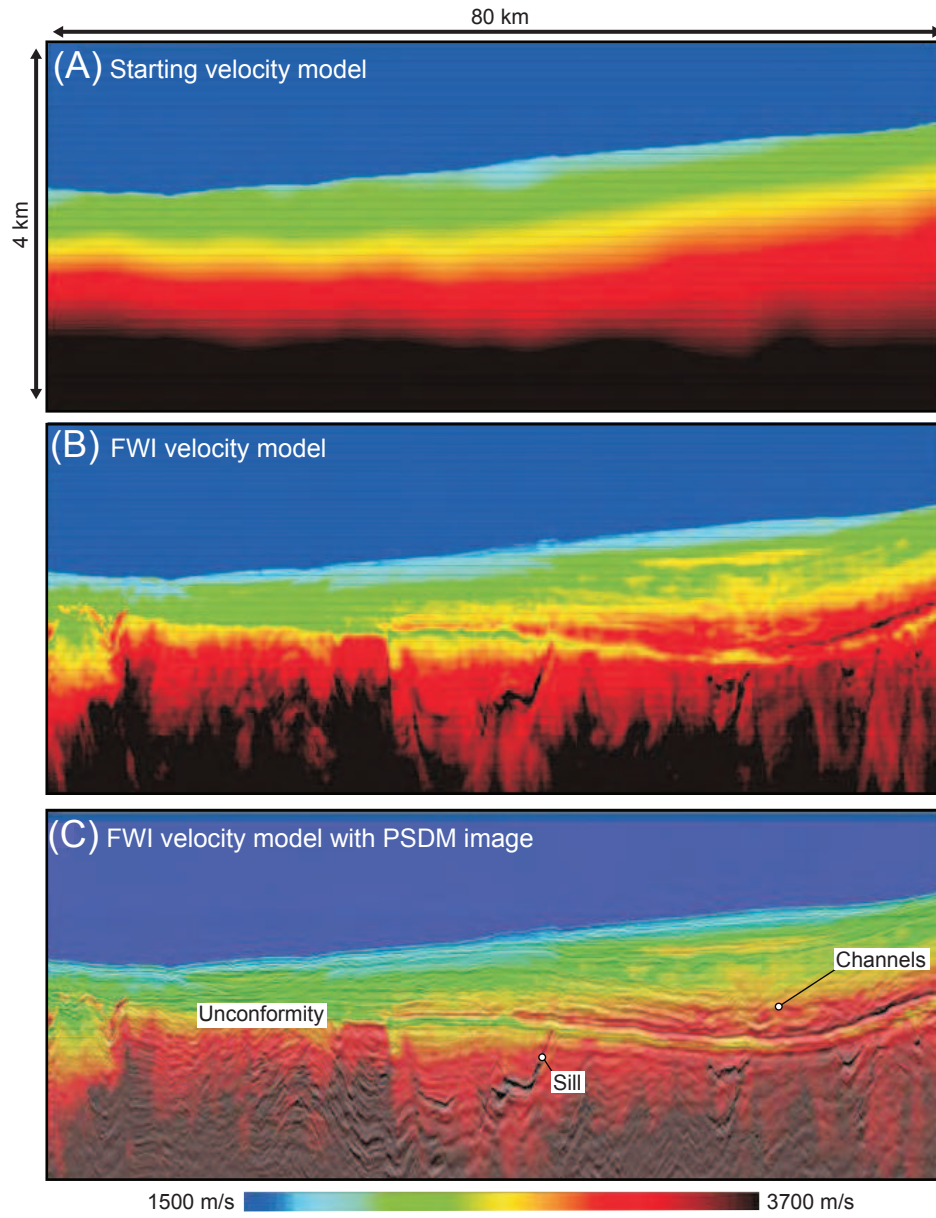 80 km
4 km
(A) Starting velocity model
(B) FWI velocity model
(C) FWI velocity model with PSDM image
Channels
Unconformity
Sill
1500 m/s
3700 m/s